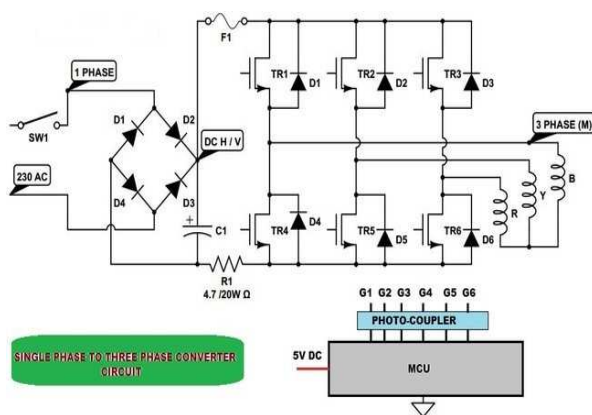 F1
1 PHASE
TR1
D1
TR2
D2
TR3
D3
SW1
D1
D2
DC H / V
3 PHASE (M)
230 AC
D4
D3
B
Y
R
C1
+
TR4
D4
TR5
D5
TR6
D6
R1
4.7 /20W Ω
G1 G2 G3 G4 G5 G6
PHOTO-COUPLER
5V DC
MCU
SINGLE PHASE TO THREE PHASE CONVERTER
CIRCUIT